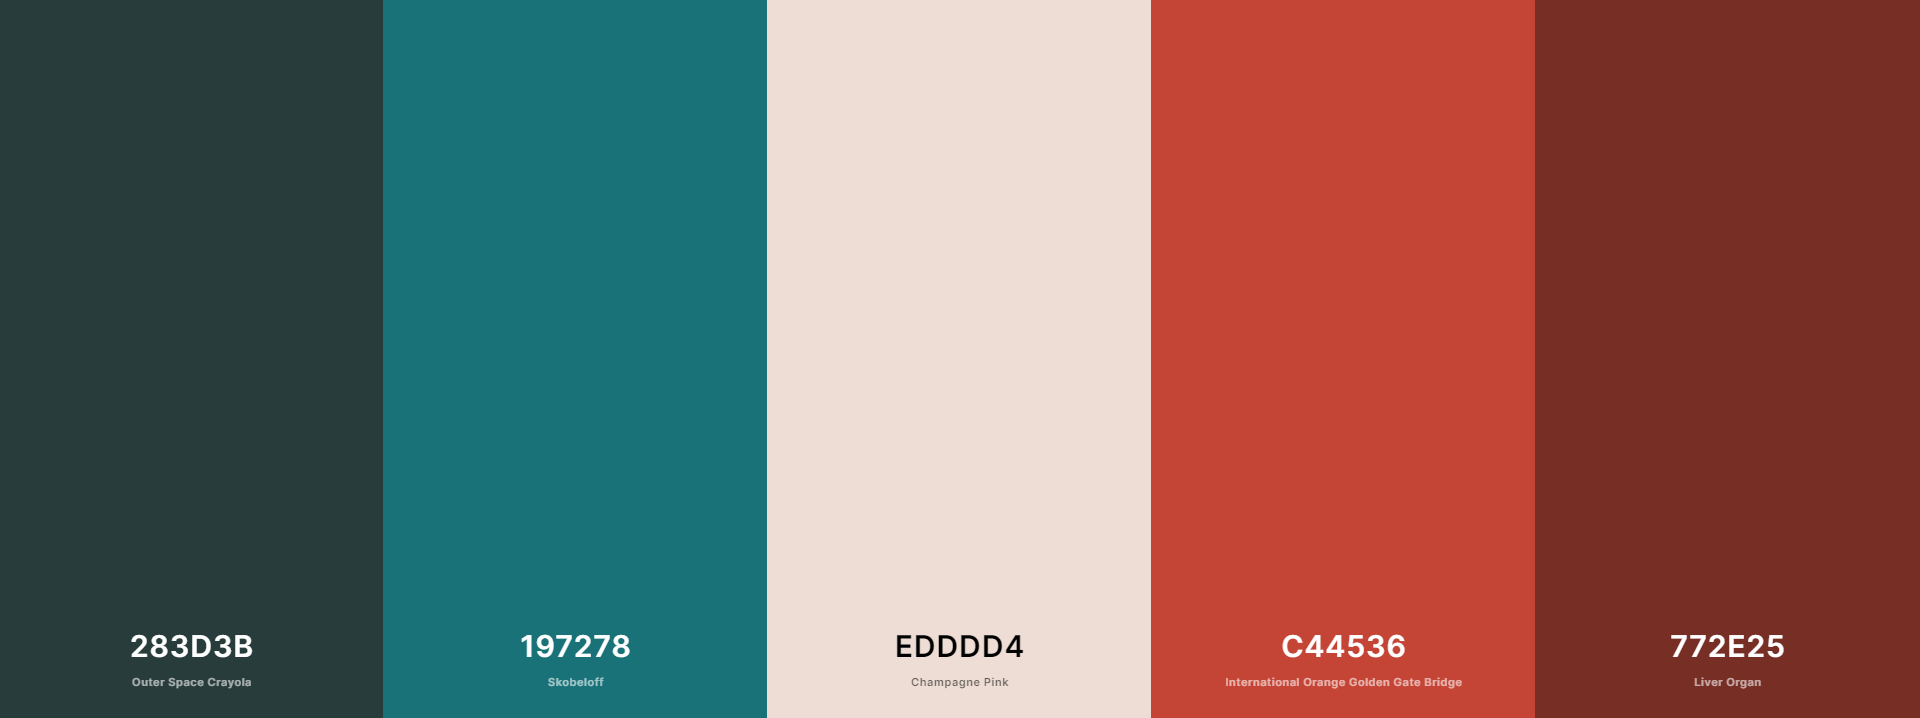 283D3B
Outer Space Crayola
197278
Skobeloff
EDDDD4
Champagne Pink
C44536
International Orange Golden Gate Bridge
772E25
Liver Organ